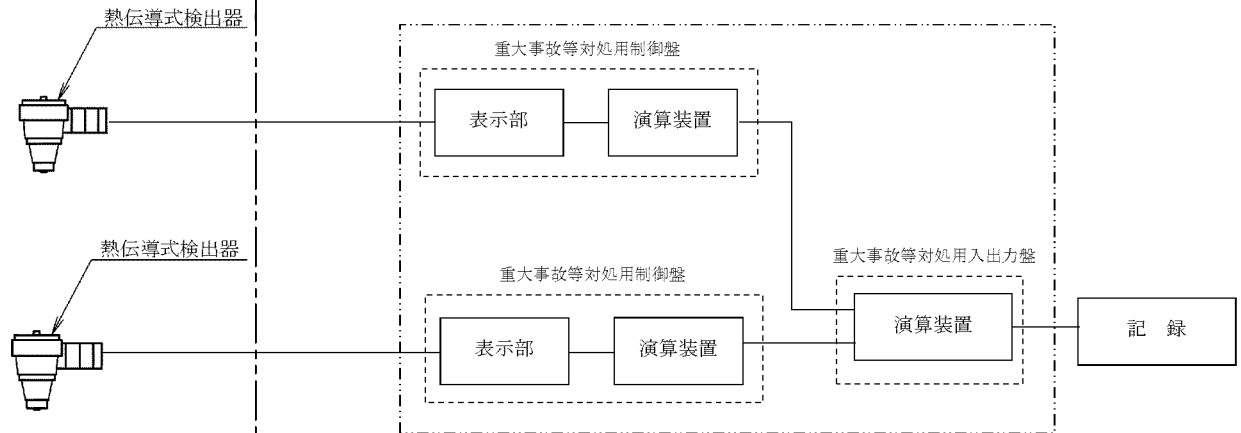 熱伝導式検出器
重大事故等対処用制御盤
表示部
演算装置
熱伝導式検出器
重大事故等対処用制御盤
表示部
演算装置
重大事故等対処用入出力盤
演算装置
記 録